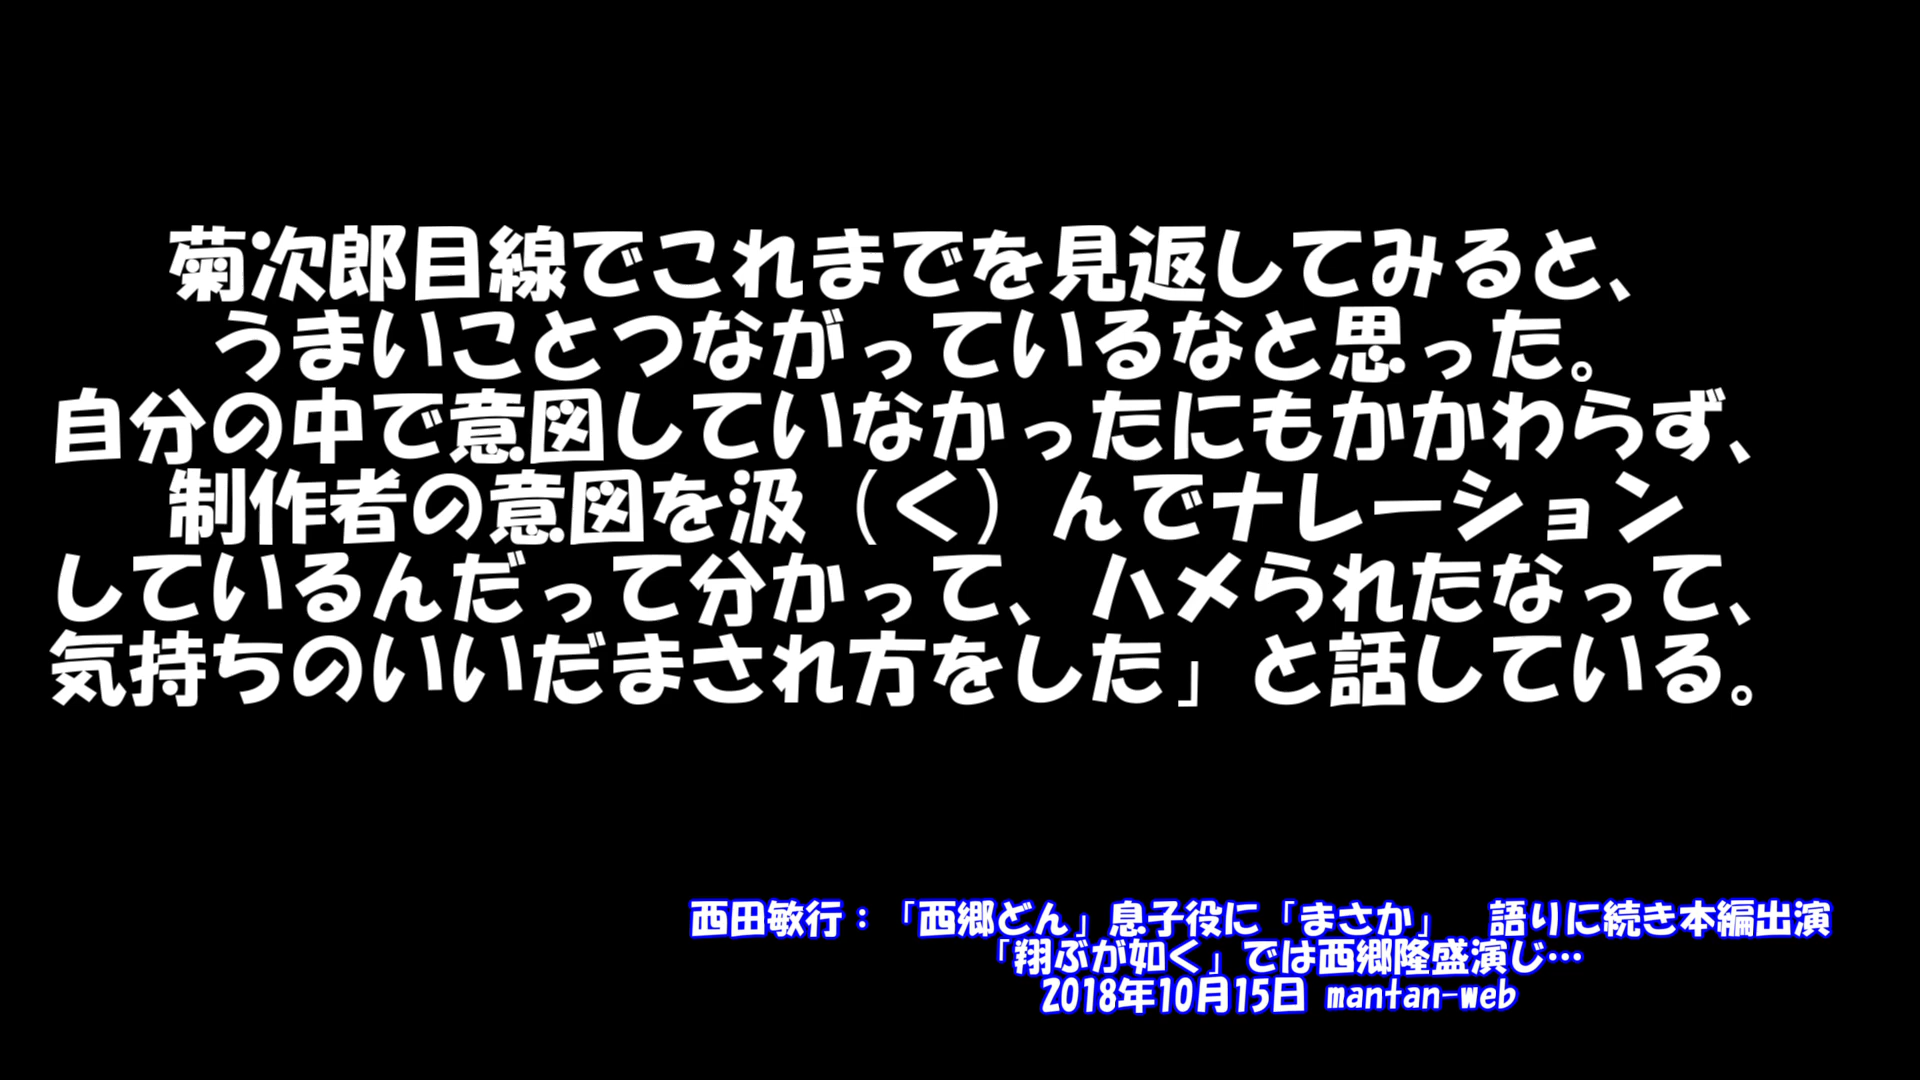 菊次郎目線でこれまでを見返してみると、
うまいことつながっているなと思った。
自分の中で意図していなかったにもかかわらず、
制作者の意図を汲（く）んでナレーション
しているんだって分かって、ハメられたなって、
気持ちのいいだまされ方をした」と話している。
西田敏行：「西郷どん」息子役に「まさか」　語りに続き本編出演
「翔ぶが如く」では西郷隆盛演じ…
2018年10月15日 mantan-web